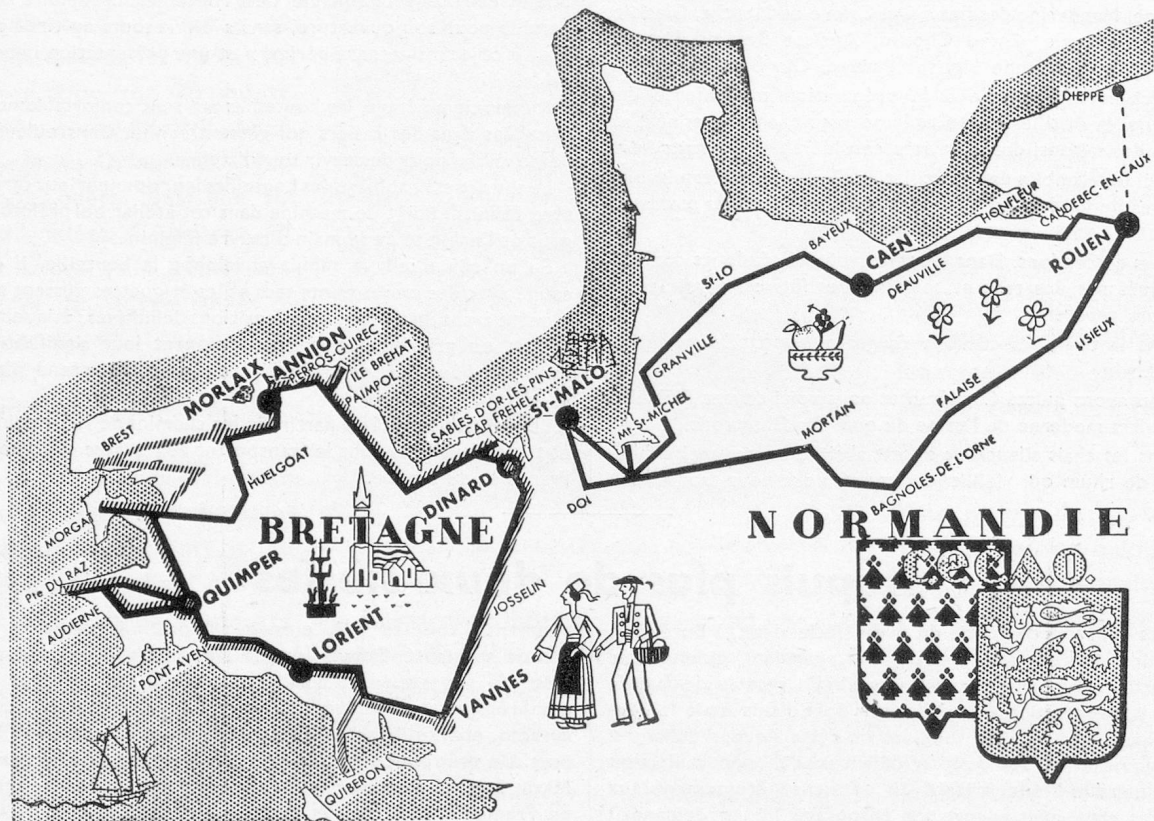 DIEPPE
HONFLEUR
CAUDEBEC-EN-CAUX
ROUEN
BAYEUX
CAEN
DEAUVILLE
LISIEUX
St-LO
GRANVILLE
FALAISE
MORTAIN
BAGNOLES-DE-L'ORNE
Mt-St-MICHEL
St-MALO
DOL
SABLES-D'OR-LES-PINS
CAP FREHEL
DINARD
ILE BREHAT
PAIMPOL
PERROS-GUIREC
LANNION
MORLAIX
BREST
HUELGOAT
MORGAT
BRETAGNE
NORMANDIE
C.O.R.A.O.
Pte DU RAZ
QUIMPER
AUDIERNE
LORIENT
JOSSELIN
PONT-AVEN
VANNES
QUIBERON